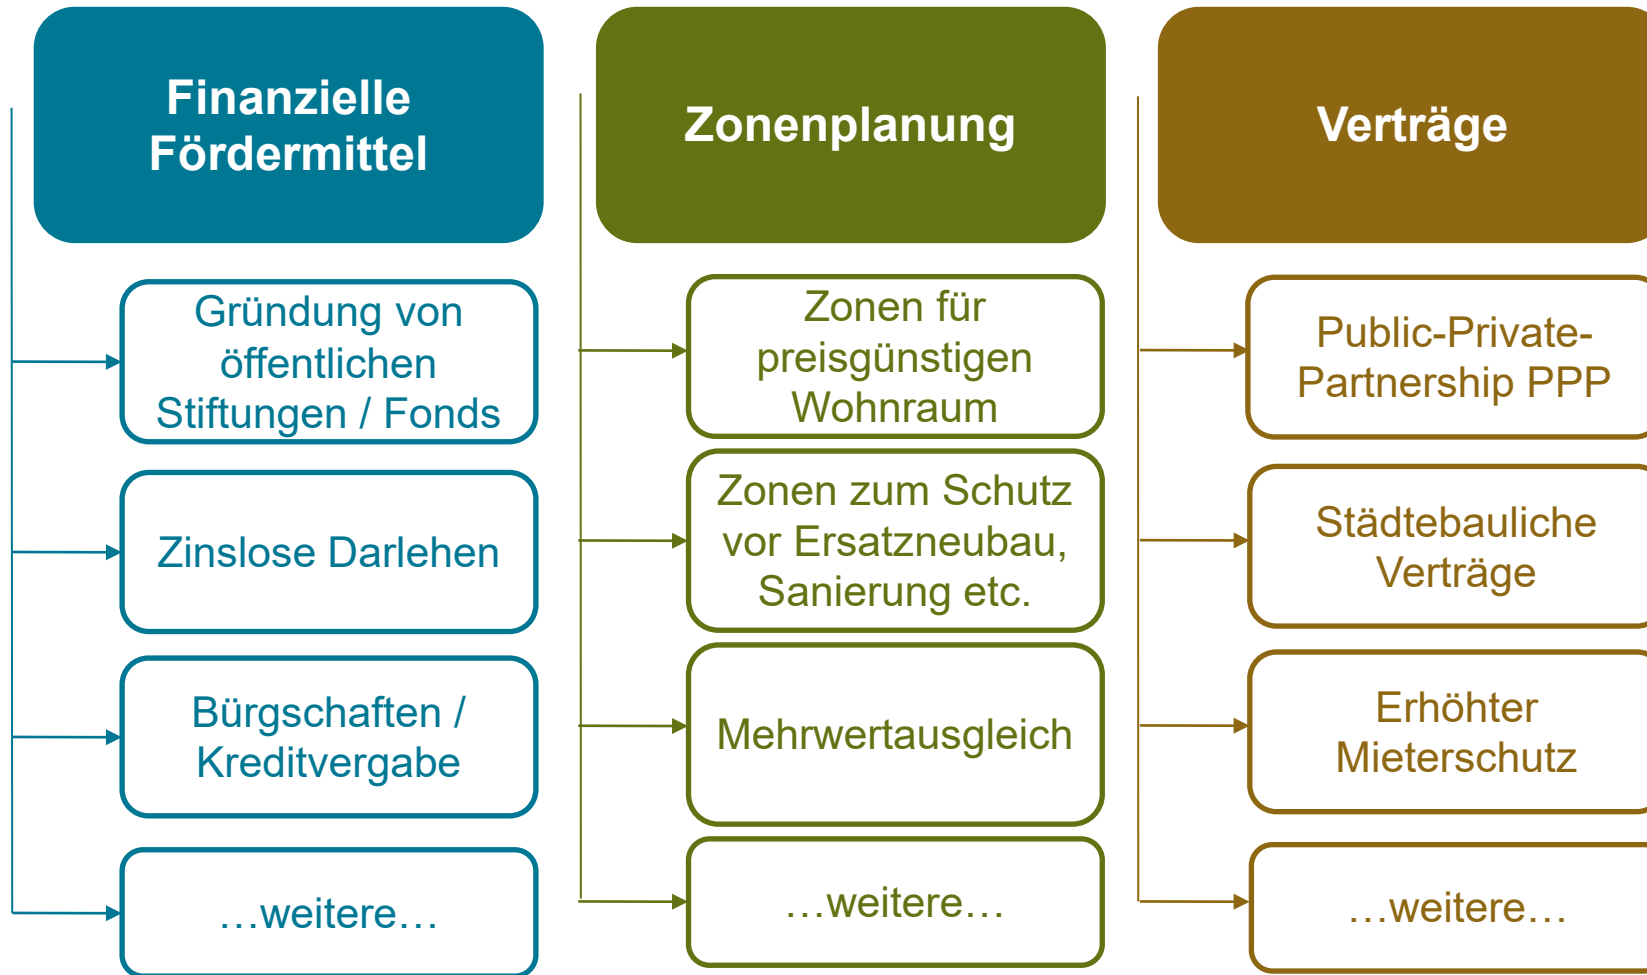 Finanzielle
Fördermittel
Gründung von
öffentlichen
Stiftungen / Fonds
Zinslose Darlehen
Bürgschaften /
Kreditvergabe
…weitere…
Zonenplanung
Zonen für
preisgünstigen
Wohnraum
Zonen zum Schutz
vor Ersatzneubau,
Sanierung etc.
Mehrwertausgleich
…weitere…
Verträge
Public-Private-
Partnership PPP
Städtebauliche
Verträge
Erhöhter
Mieterschutz
…weitere…